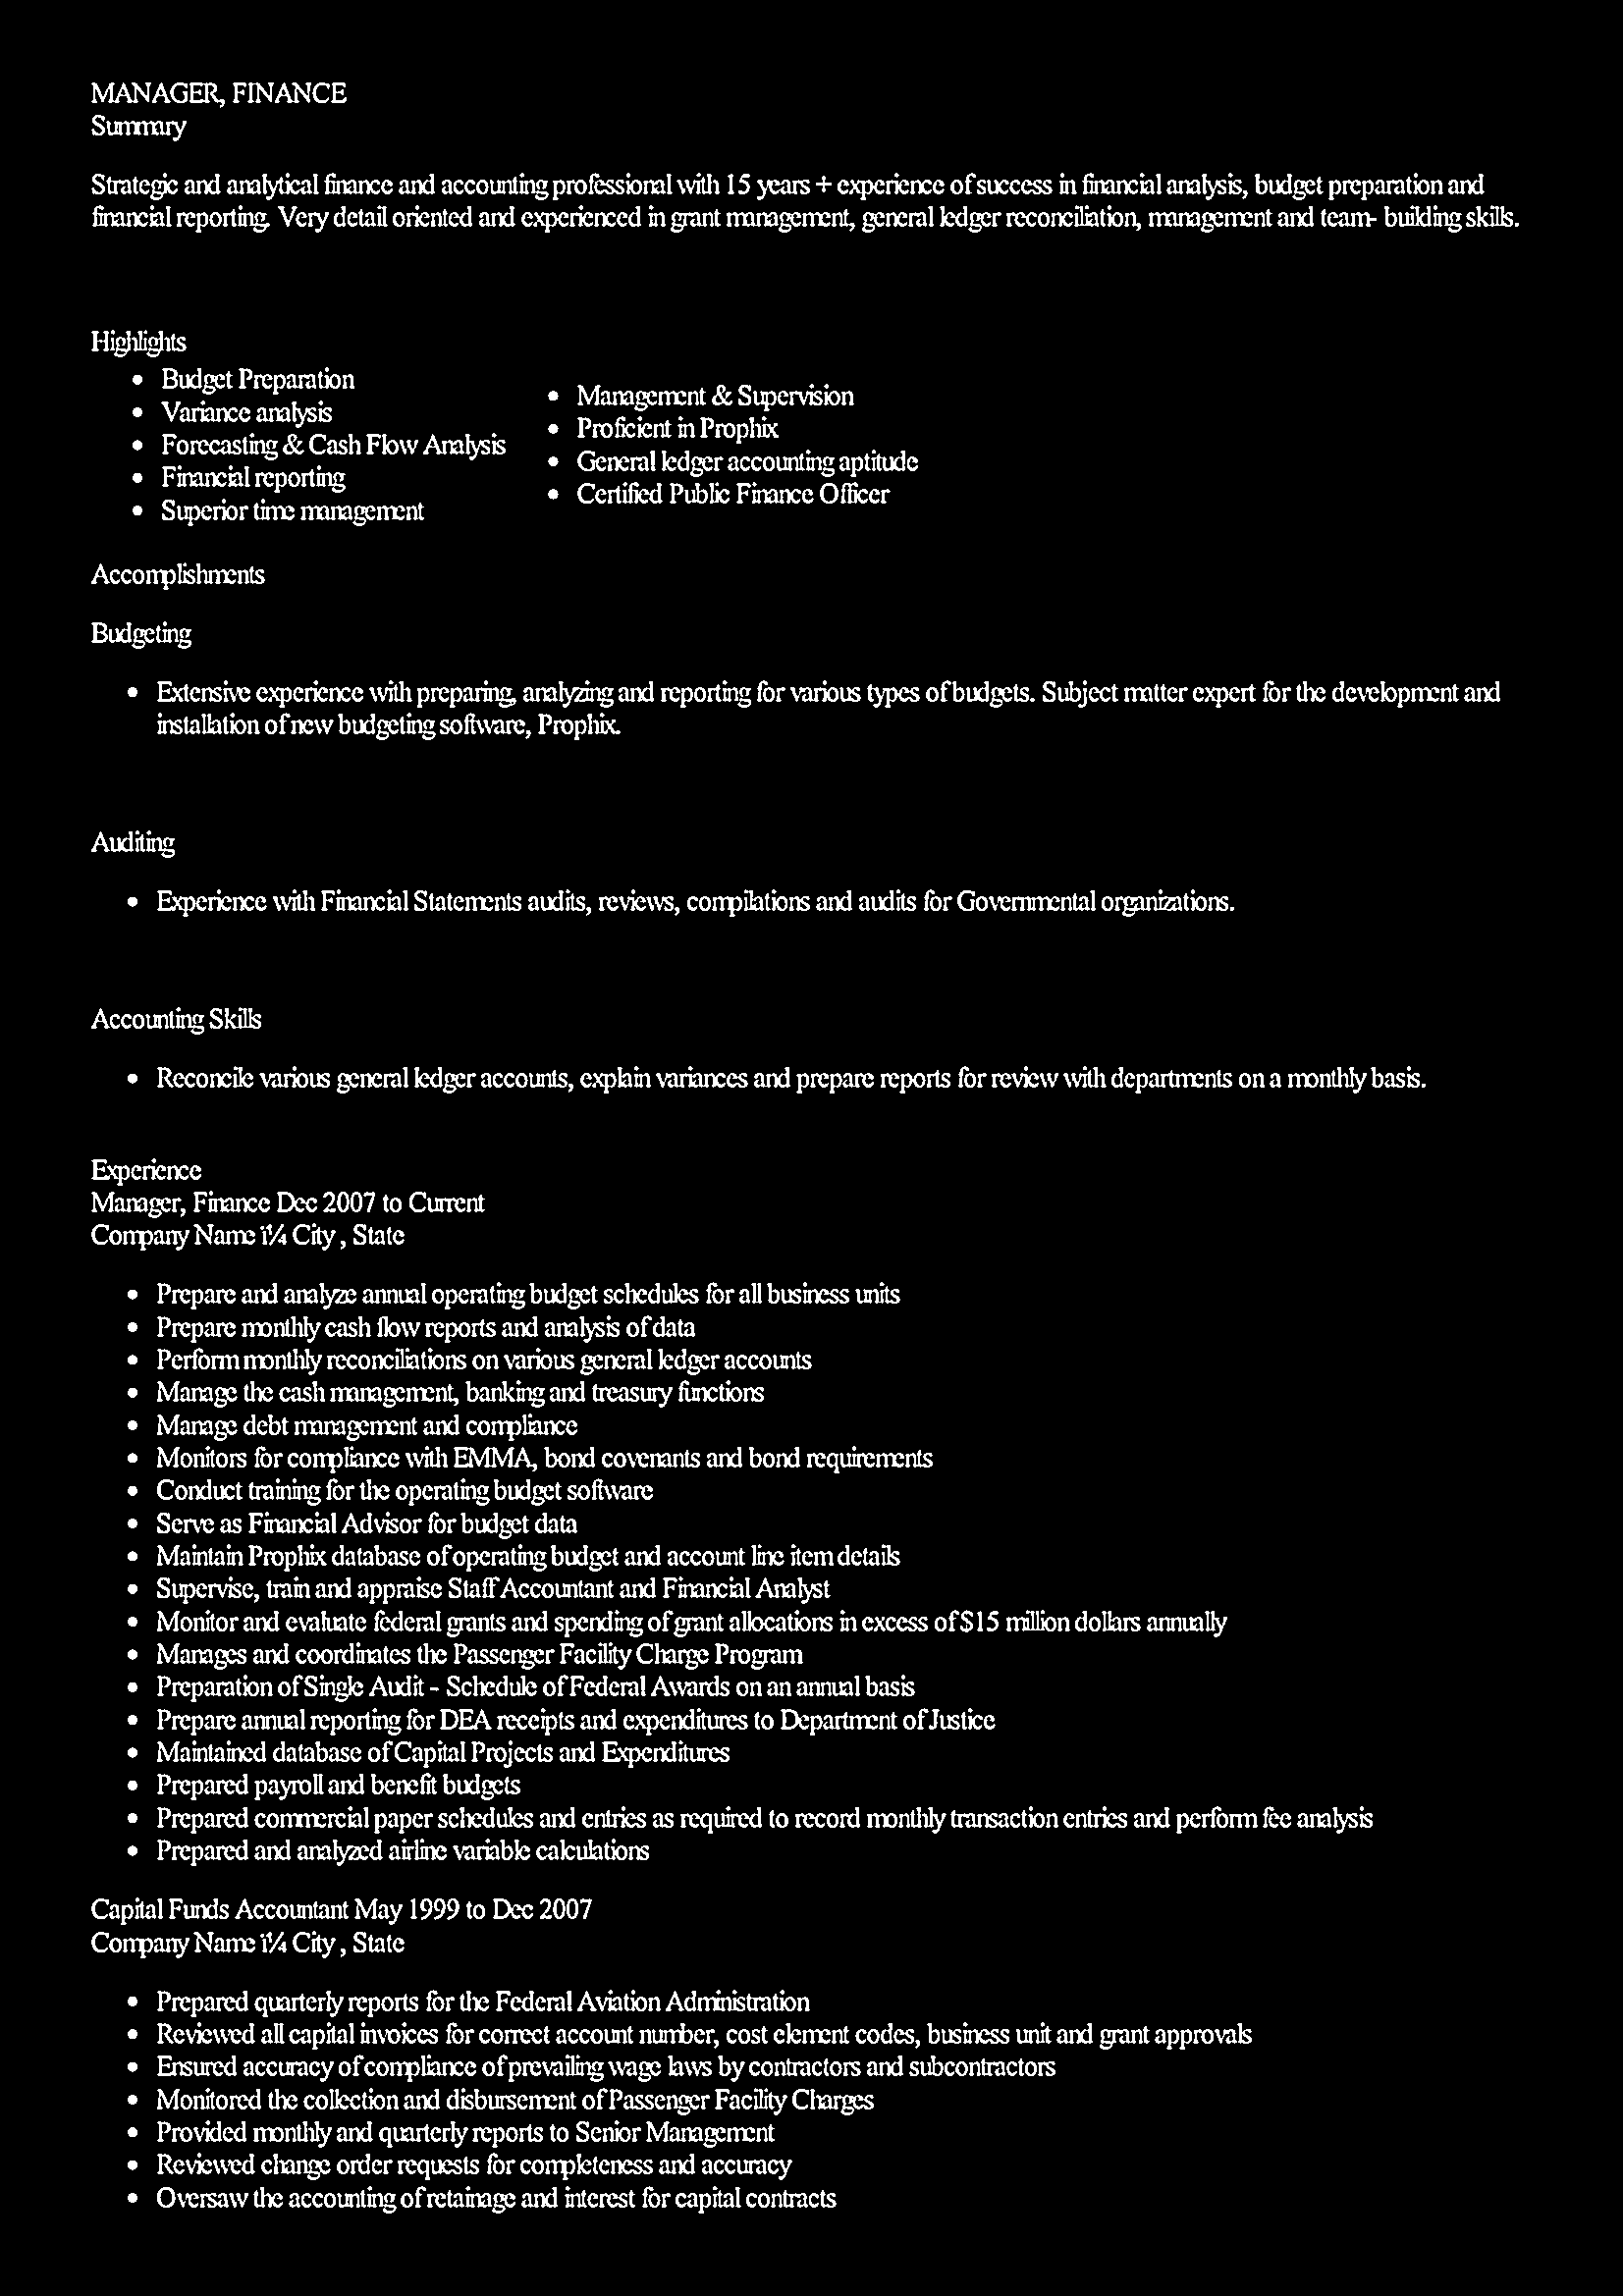 MANAGER, FINANCE
Summary
Strategic and analytical finance and accounting professional with 15 years + experience of success in financial analysis, budget preparation and
financial reporting. Very detail oriented and experienced in grant management, general ledger reconciliation, management and team- building skills.
Highlights
• Budget Preparation
• Variance analysis
• Forecasting & Cash Flow Analysis
• Financial reporting
• Superior time management
• Management & Supervision
• Proficient in Prophix
• General ledger accounting aptitude
• Certified Public Finance Officer
Accomplishments
Budgeting
• Extensive experience with preparing, analyzing and reporting for various types of budgets. Subject matter expert for the development and
installation of new budgeting software, Prophix.
Auditing
• Experience with Financial Statements audits, reviews, compilations and audits for Governmental organizations.
Accounting Skills
• Reconcile various general ledger accounts, explain variances and prepare reports for review with departments on a monthly basis.
Experience
Manager, Finance Dec 2007 to Current
Company Name ï¼ City , State
• Prepare and analyze annual operating budget schedules for all business units
• Prepare monthly cash flow reports and analysis of data
• Perform monthly reconciliations on various general ledger accounts
• Manage the cash management, banking and treasury functions
• Manage debt management and compliance
• Monitors for compliance with EMMA, bond covenants and bond requirements
• Conduct training for the operating budget software
• Serve as Financial Advisor for budget data
• Maintain Prophix database of operating budget and account line item details
• Supervise, train and appraise Staff Accountant and Financial Analyst
• Monitor and evaluate federal grants and spending of grant allocations in excess of $15 million dollars annually
• Manages and coordinates the Passenger Facility Charge Program
• Preparation of Single Audit - Schedule of Federal Awards on an annual basis
• Prepare annual reporting for DEA receipts and expenditures to Department of Justice
• Maintained database of Capital Projects and Expenditures
• Prepared payroll and benefit budgets
• Prepared commercial paper schedules and entries as required to record monthly transaction entries and perform fee analysis
• Prepared and analyzed airline variable calculations
Capital Funds Accountant May 1999 to Dec 2007
Company Name ï¼ City , State
• Prepared quarterly reports for the Federal Aviation Administration
• Reviewed all capital invoices for correct account number, cost element codes, business unit and grant approvals
• Ensured accuracy of compliance of prevailing wage laws by contractors and subcontractors
• Monitored the collection and disbursement of Passenger Facility Charges
• Provided monthly and quarterly reports to Senior Management
• Reviewed change order requests for completeness and accuracy
• Oversaw the accounting of retainage and interest for capital contracts